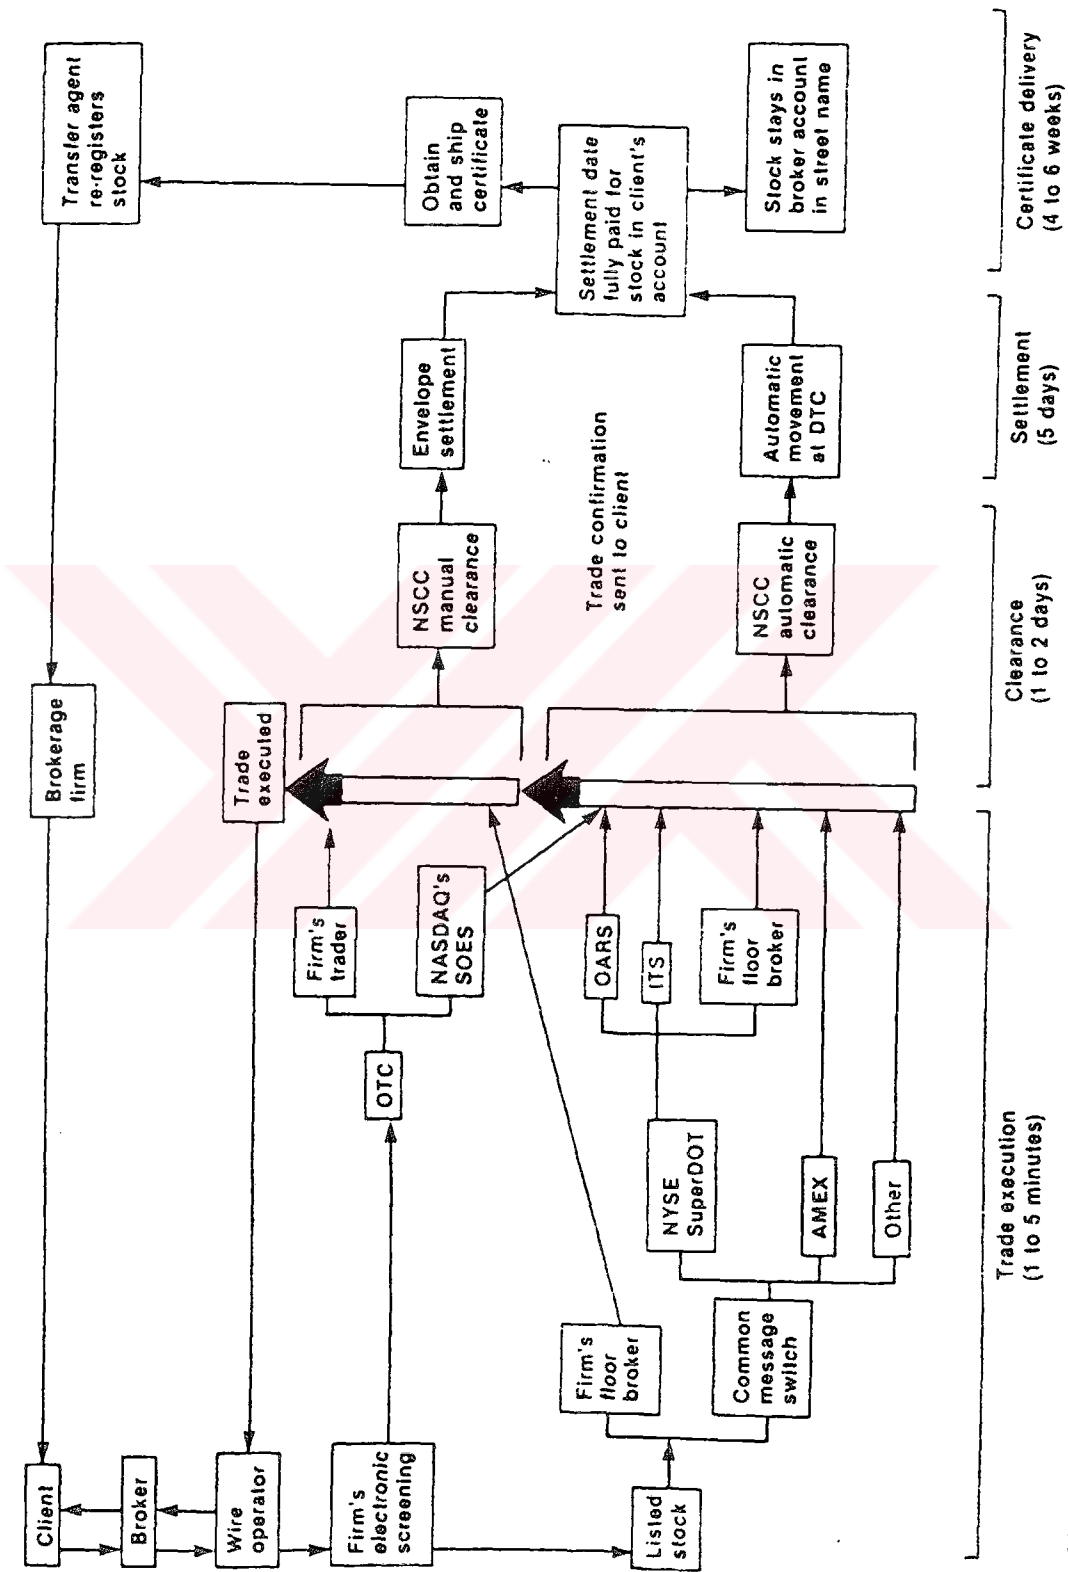 Client
Broker
Wire
operator
Firm's
electronic
screening
Listed
stock
Firm's
floor
broker
Common
message
switch
OTC
NYSE
SuperDOT
AMEX
Other
Firm's
trader
NASDAQ's
SOES
OARS
ITS
Firm's
floor
broker
Trade
executed
Brokerage
firm
NSCC
manual
clearance
Trade confirmation
sent to client
NSCC
automatic
clearance
Envelope
settlement
Automatic
movement
at DTC
Settlement date
fully paid for
stock in client's
account
Obtain
and ship
certificate
Transfer agent
re-registers
stock
Stock stays in
broker account
in street name
Trade execution
(1 to 5 minutes)
Clearance
(1 to 2 days)
Settlement
(5 days)
Certificate delivery
(4 to 6 weeks)